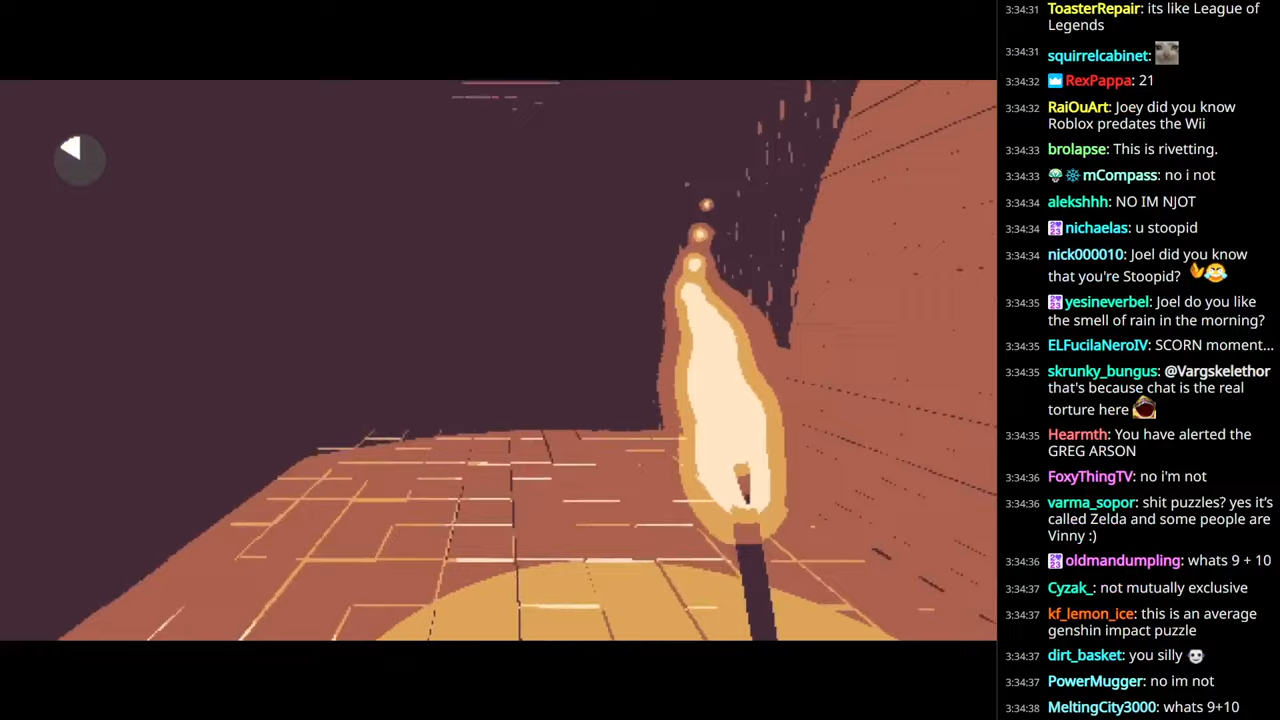 3:34:31 ToasterRepair: its like League of
Legends
3:34:31 squirrelcabinet:
3:34:32 RexPappa: 21
3:34:32 RaiOuArt: Joey did you know
Roblox predates the Wii
3:34:33 brolapse: This is rivetting.
3:34:33 mCompass: no i not
3:34:34 alekshhh: NO IM NJOT
3:34:34 nichaelas: u stoopid
3:34:34 nick000010: Joel did you know
that you're Stoopid?
3:34:35 yesineverbel: Joel do you like
the smell of rain in the morning?
3:34:35 ELFucilaNeroIV: SCORN moment...
3:34:35 skrunky_bungus: @Vargskelethor
that's because chat is the real
torture here
3:34:35 Hearmth: You have alerted the
GREG ARSON
3:34:36 FoxyThingTV: no i'm not
3:34:36 varma_sopor: shit puzzles? yes it's
called Zelda and some people are
Vinny :)
3:34:36 oldmandumpling: whats 9 + 10
3:34:37 Cyzak_: not mutually exclusive
3:34:37 kf_lemon_ice: this is an average
genshin impact puzzle
3:34:37 dirt_basket: you silly
3:34:37 PowerMugger: no im not
3:34:38 MeltingCity3000: whats 9+10